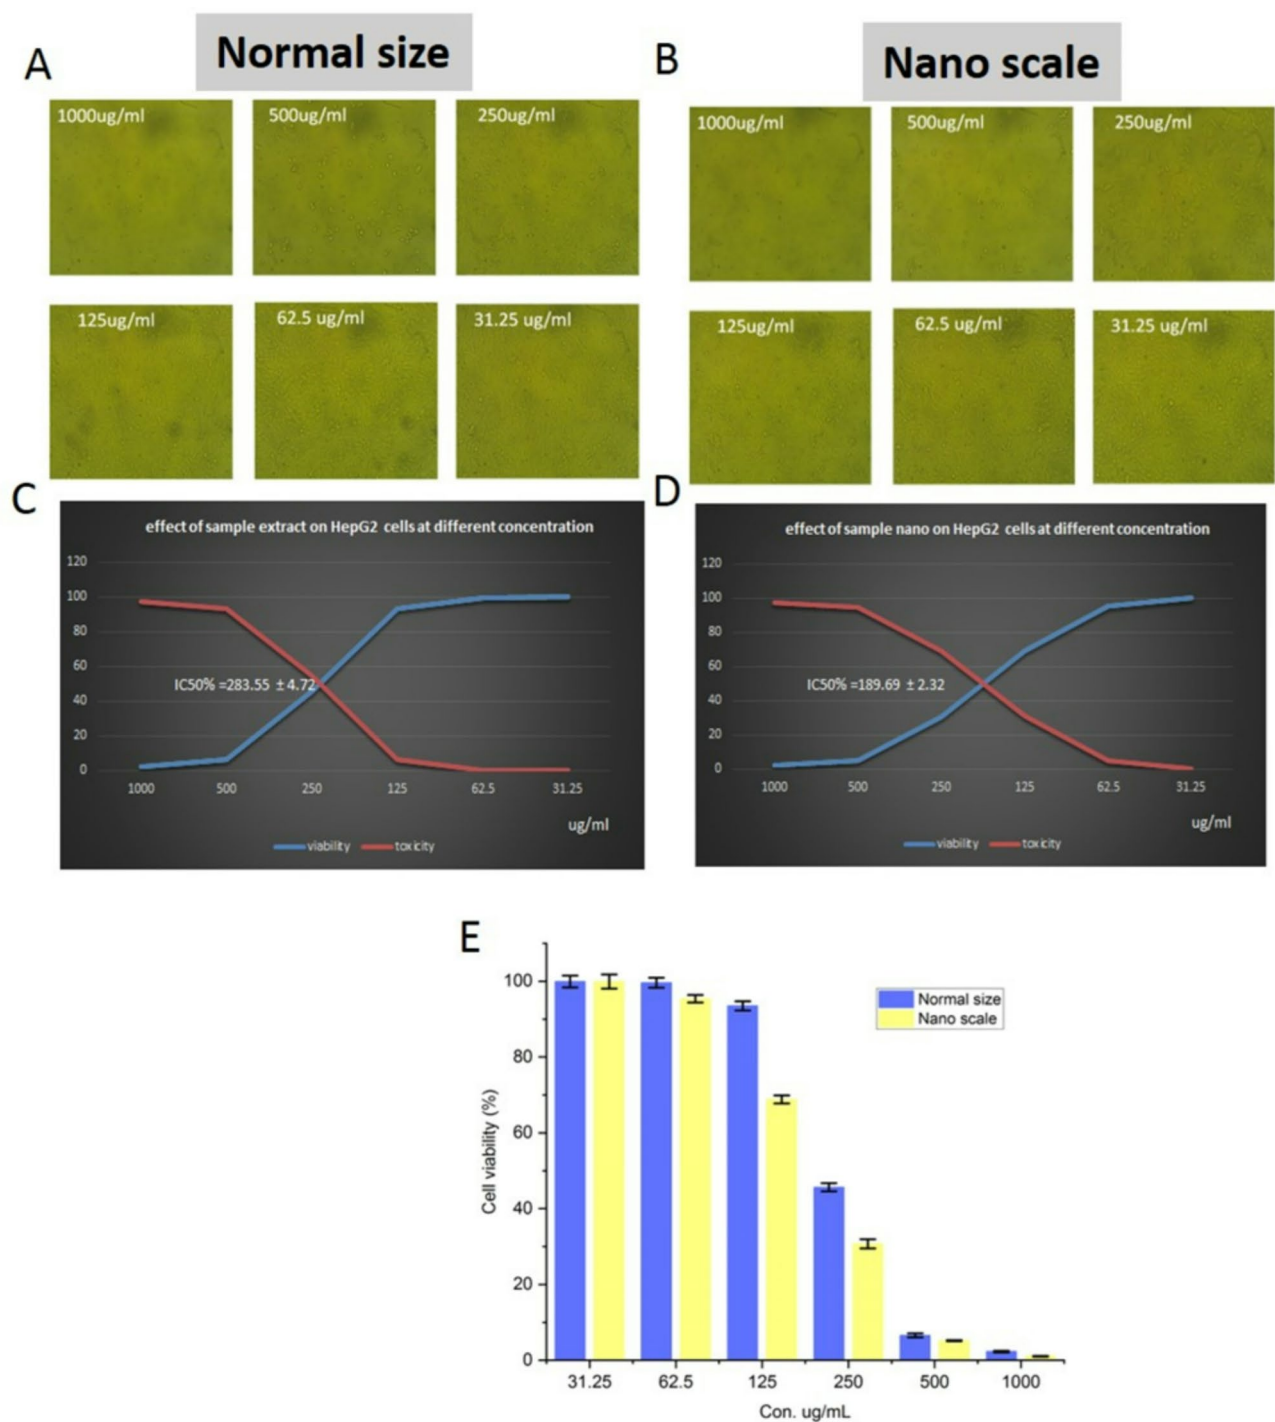 A
Normal size
B
Nano scale
1000ug/ml
500ug/ml
250ug/ml
1000ug/ml
500ug/ml
250ug/ml
125ug/ml
62.5 ug/ml
31.25 ug/ml
125ug/ml
62.5 ug/ml
31.25 ug/ml
C
effect of sample extract on HepG2 cells at different concentration
120
100
80
60
40
20
0
IC50% =283.55 ± 4.72
1000 500 250 125 62.5 31.25
ug/ml
viability toxicity
D
effect of sample nano on HepG2 cells at different concentration
120
100
80
60
40
20
0
IC50% =189.69 ± 2.32
1000 500 250 125 62.5 31.25
ug/ml
viability toxicity
E
Cell viability (%)
100
80
60
40
20
0
Normal size
Nano scale
31.25 62.5 125 250 500 1000
Con. ug/mL